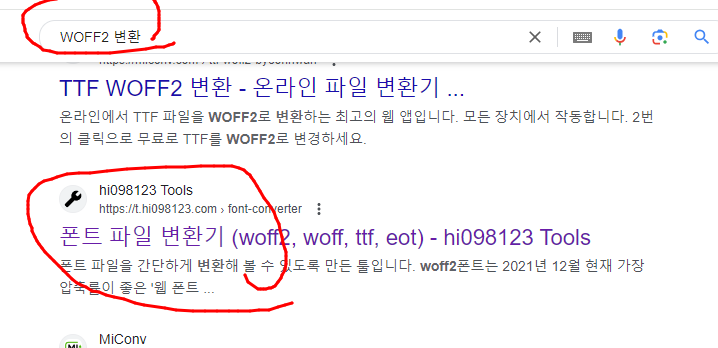 WOFF2 변환
TTF WOFF2 변환 - 온라인 파일 변환기 ...
온라인에서 TTF 파일을 WOFF2로 변환하는 최고의 웹 앱입니다. 모든 장치에서 작동합니다. 2번
의 클릭으로 무료로 TTF를 WOFF2로 변경하세요.
hi098123 Tools
https://t.hi098123.com › font-converter
폰트 파일 변환기 (woff2, woff, ttf, eot) - hi098123 Tools
폰트 파일을 간단하게 변환해 볼 수 있도록 만든 툴입니다. woff2폰트는 2021년 12월 현재 가장
압축률이 좋은 '웹 폰트 ...
MiConv